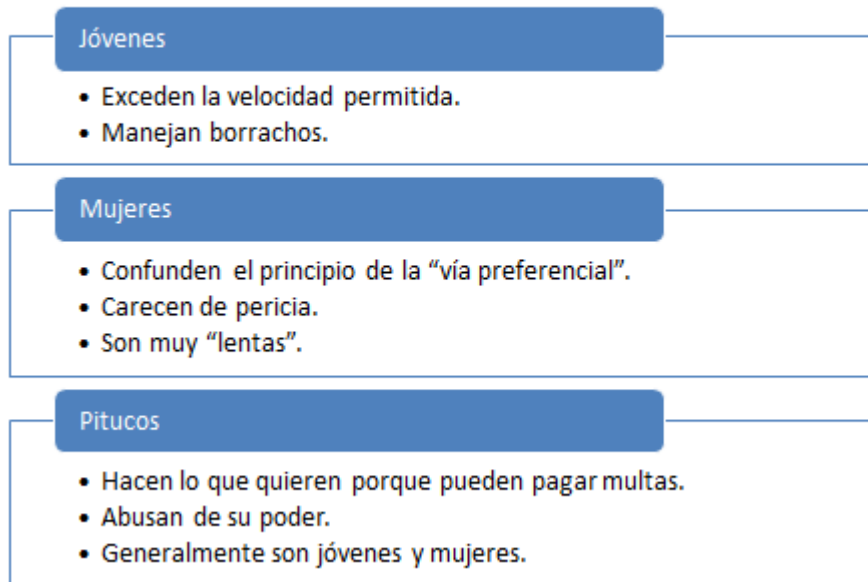 Jóvenes
• Exceden la velocidad permitida.
• Manejan borrachos.
Mujeres
• Confunden el principio de la “vía preferencial”.
• Carecen de pericia.
• Son muy “lentas”.
Pitucos
• Hacen lo que quieren porque pueden pagar multas.
• Abusan de su poder.
• Generalmente son jóvenes y mujeres.